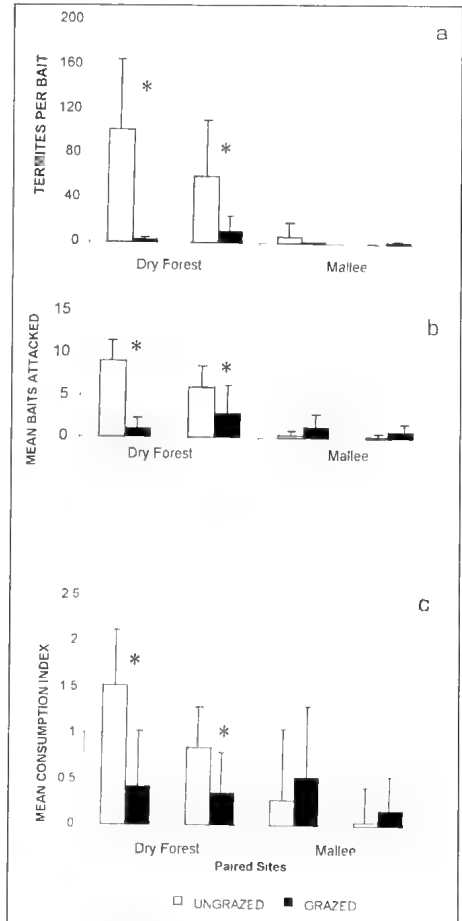 a
TERMITES PER BAIT
200
160
120
80
40
0
*
*
Dry Forest Mallee
b
MEAN BAITS ATTACKED
15
10
5
0
*
*
Dry Forest Mallee
c
MEAN CONSUMPTION INDEX
2 5
2
1 5
1
0 5
0
*
*
Dry Forest Mallee
Paired Sites
UNGRAZED GRAZED